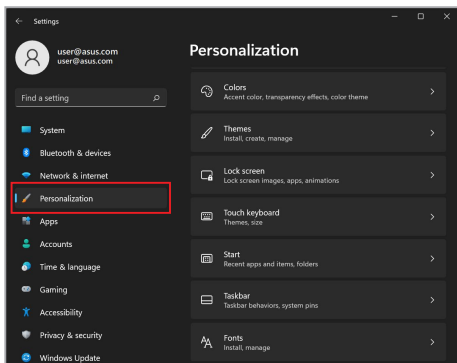 Settings
user@asus.com
user@asus.com
Find a setting
System
Bluetooth & devices
Network & internet
Personalization
Apps
Accounts
Time & language
Gaming
Accessibility
Privacy & security
Windows Update
Personalization
Colors
Accent color, transparency effects, color theme
Themes
Install, create, manage
Lock screen
Lock screen images, apps, animations
Touch keyboard
Themes, size
Start
Recent apps and items, folders
Taskbar
Taskbar behaviors, system pins
Fonts
Install, manage